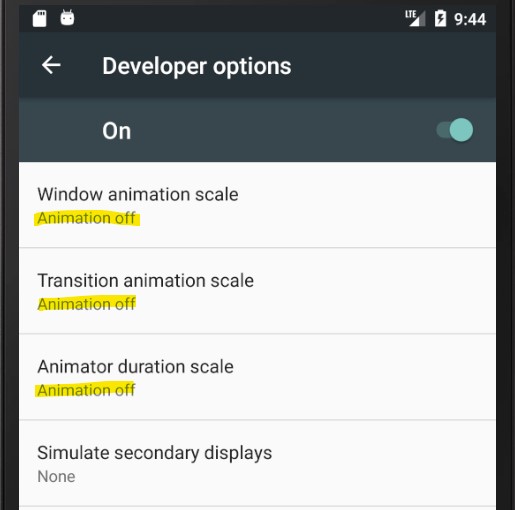 LTE 9:44
Developer options
On
Window animation scale
Animation off
Transition animation scale
Animation off
Animator duration scale
Animation off
Simulate secondary displays
None